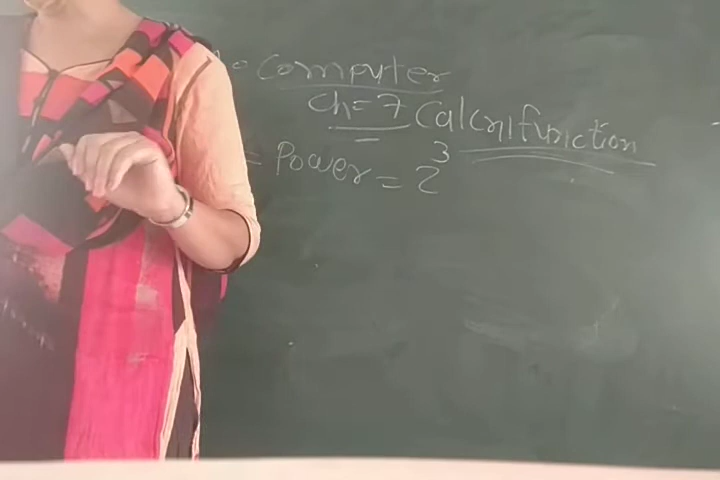 Computer
Ch = 7 Calcnlfunction
= Power = 2³